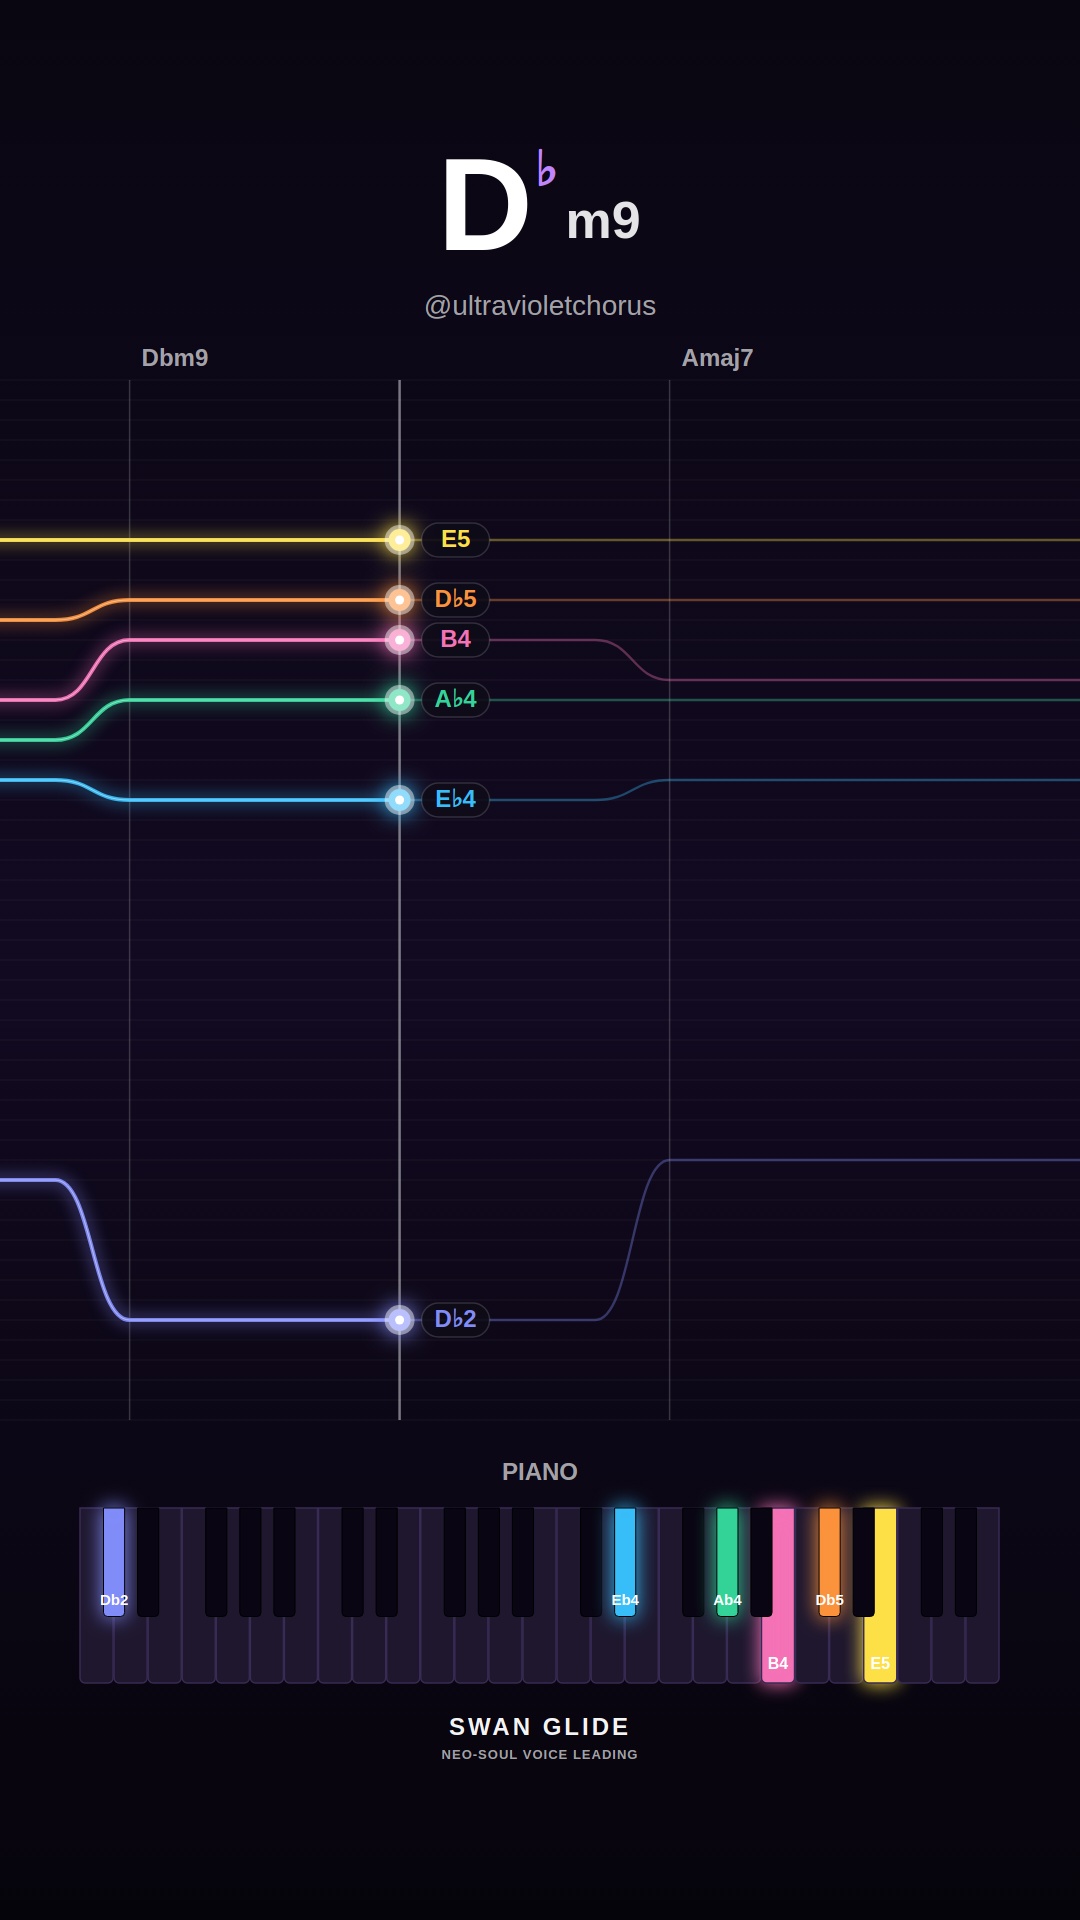 D♭m9
@ultravioletchorus
Dbm9 Amaj7
E5
D♭5
B4
A♭4
E♭4
D♭2
PIANO
Db2 Eb4 Ab4 Db5
B4 E5
SWAN GLIDE
NEO-SOUL VOICE LEADING